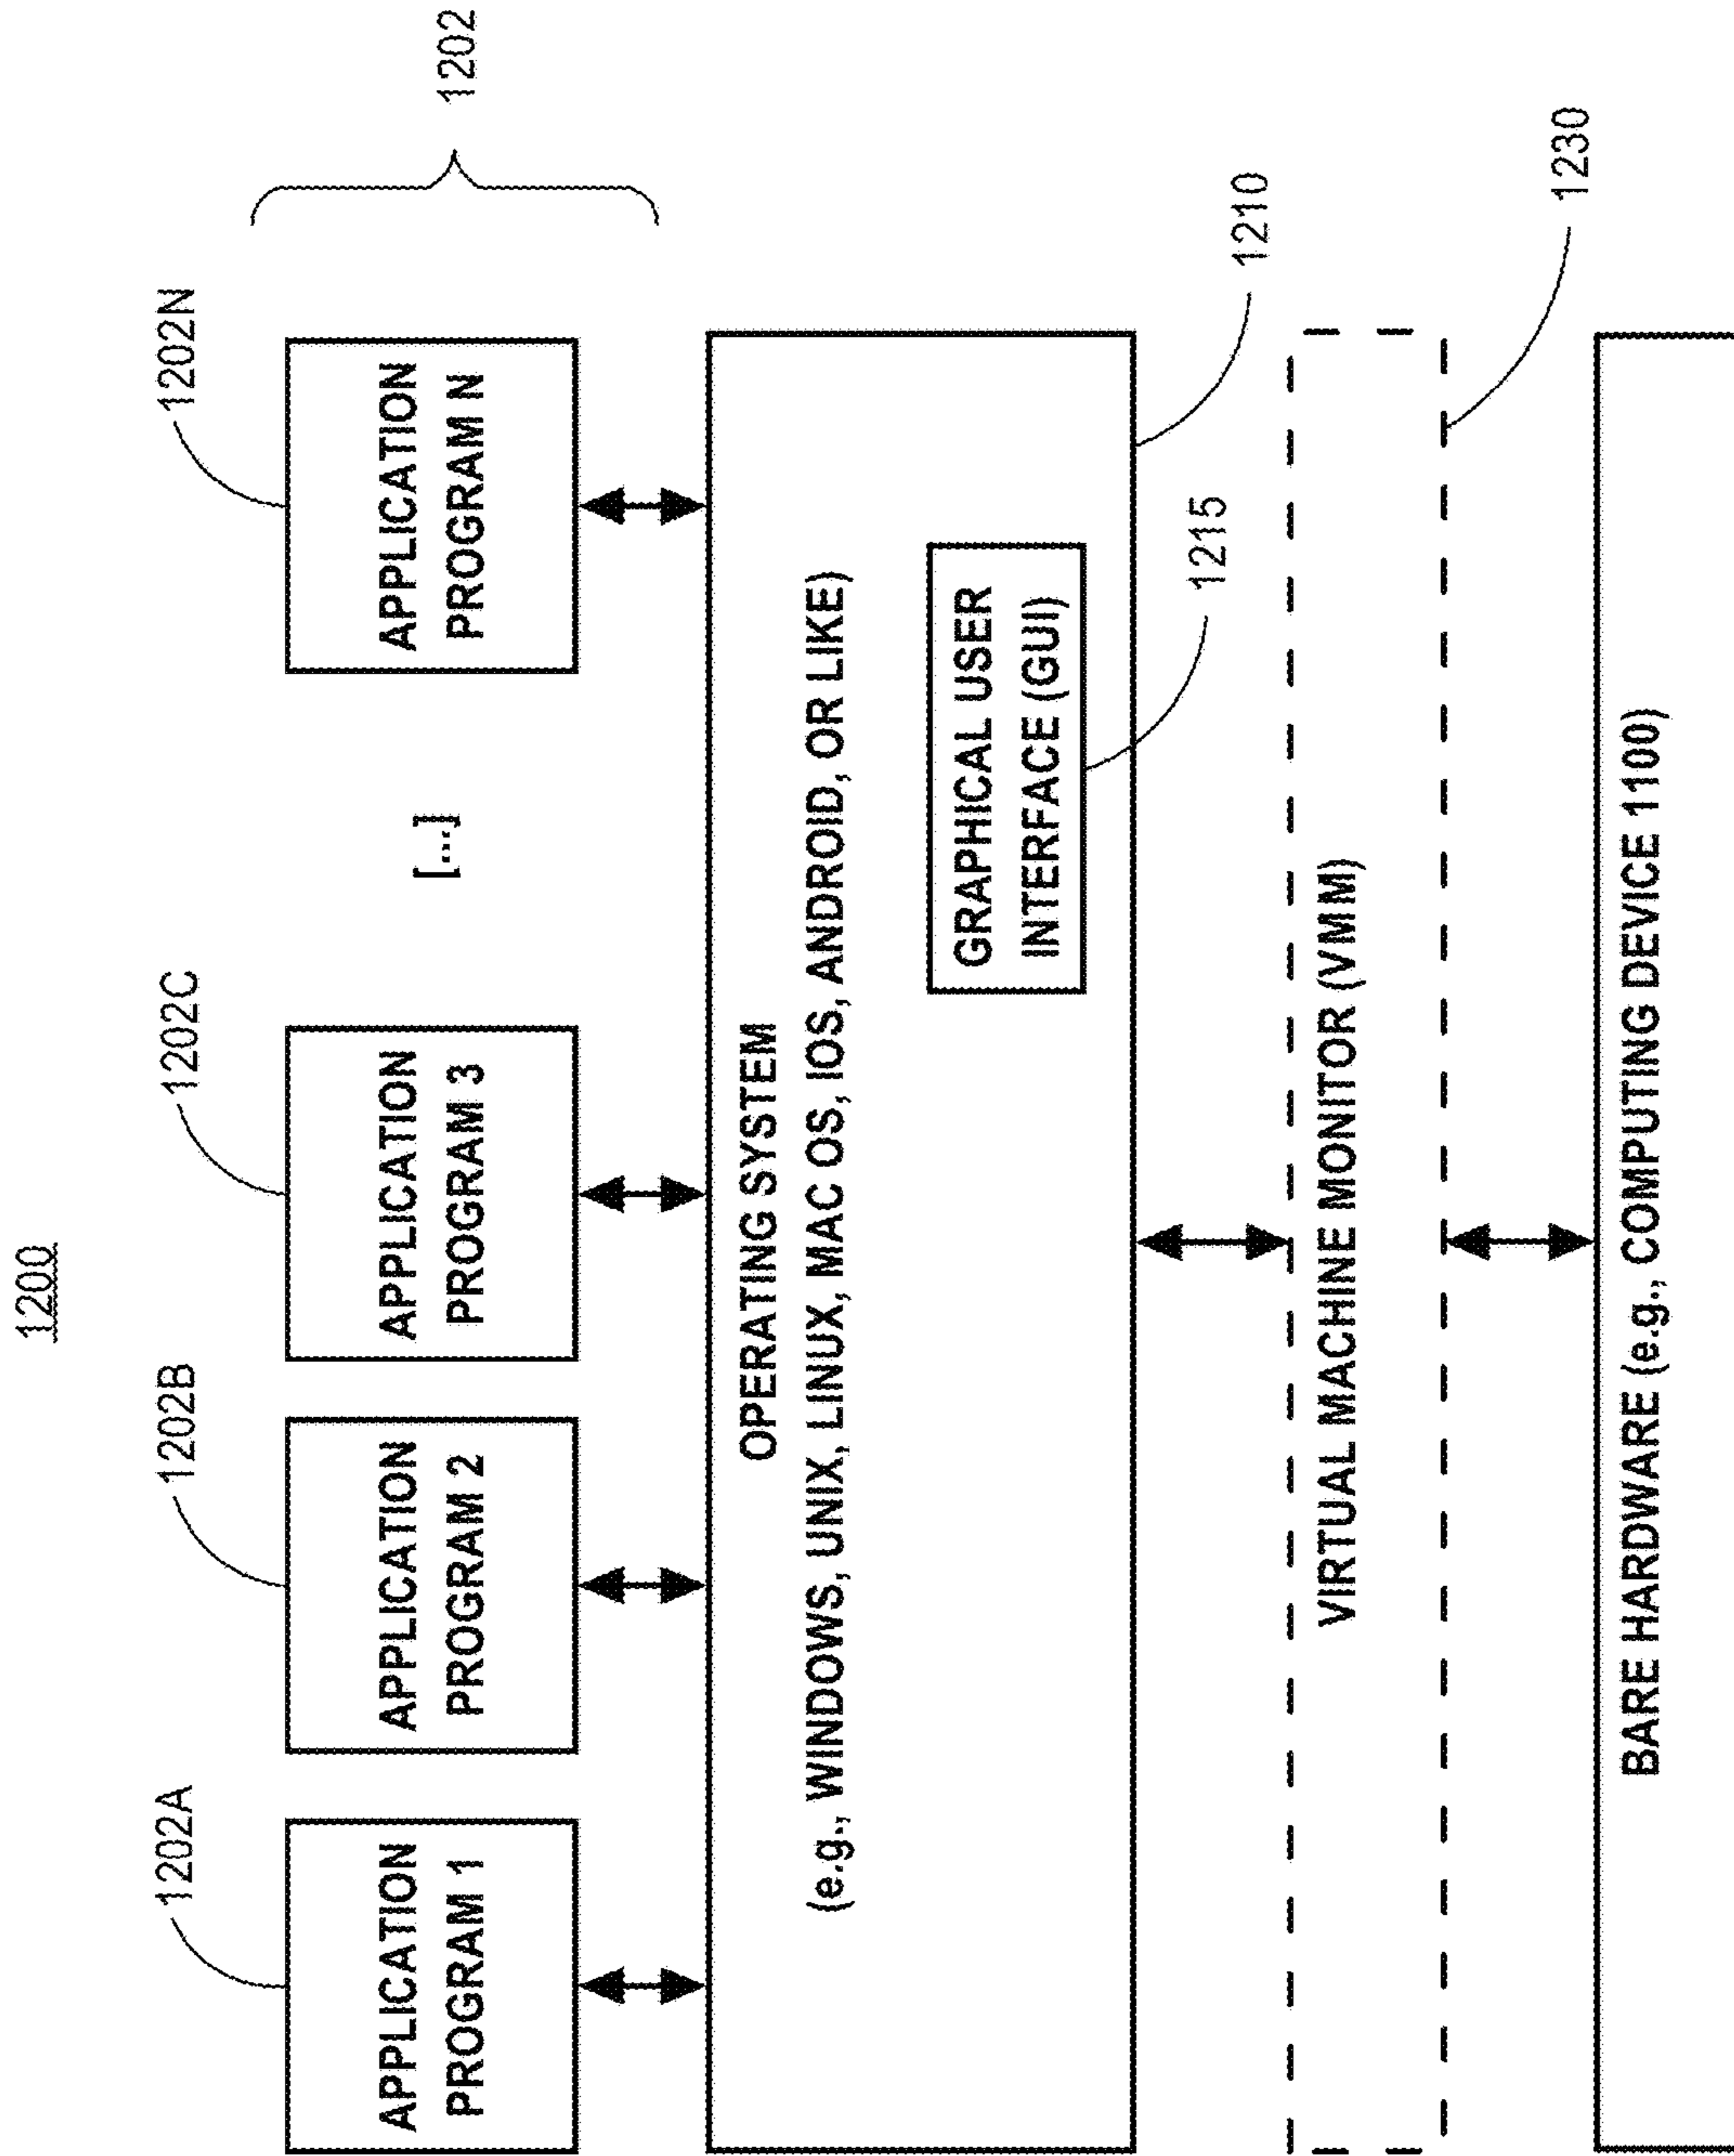 1200
1202A
1202B
1202C
1202N
1202
APPLICATION
PROGRAM 1
APPLICATION
PROGRAM 2
APPLICATION
PROGRAM 3
[...]
APPLICATION
PROGRAM N
OPERATING SYSTEM
(e.g., WINDOWS, UNIX, LINUX, MAC OS, IOS, ANDROID, OR LIKE)
GRAPHICAL USER
INTERFACE (GUI)
1210
1215
VIRTUAL MACHINE MONITOR (VMM)
1230
BARE HARDWARE (e.g., COMPUTING DEVICE 1100)